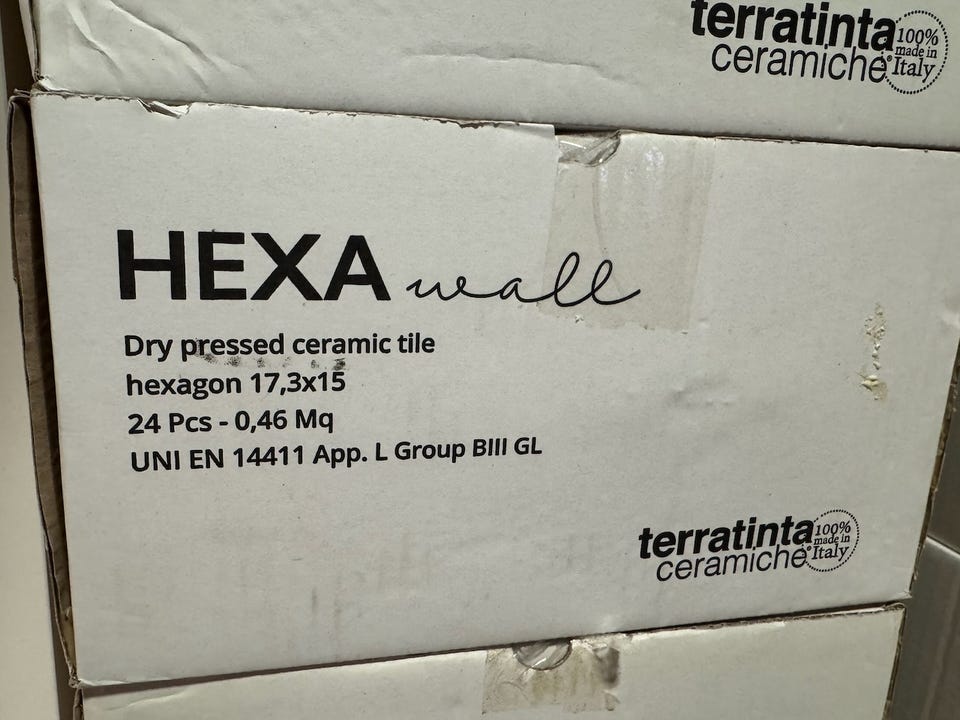 terratinta
ceramiche
100%
made in
Italy
HEXA wall
Dry pressed ceramic tile
hexagon 17,3x15
24 Pcs - 0,46 Mq
UNI EN 14411 App. L Group BIII GL
terratinta
ceramiche
100%
made in
Italy